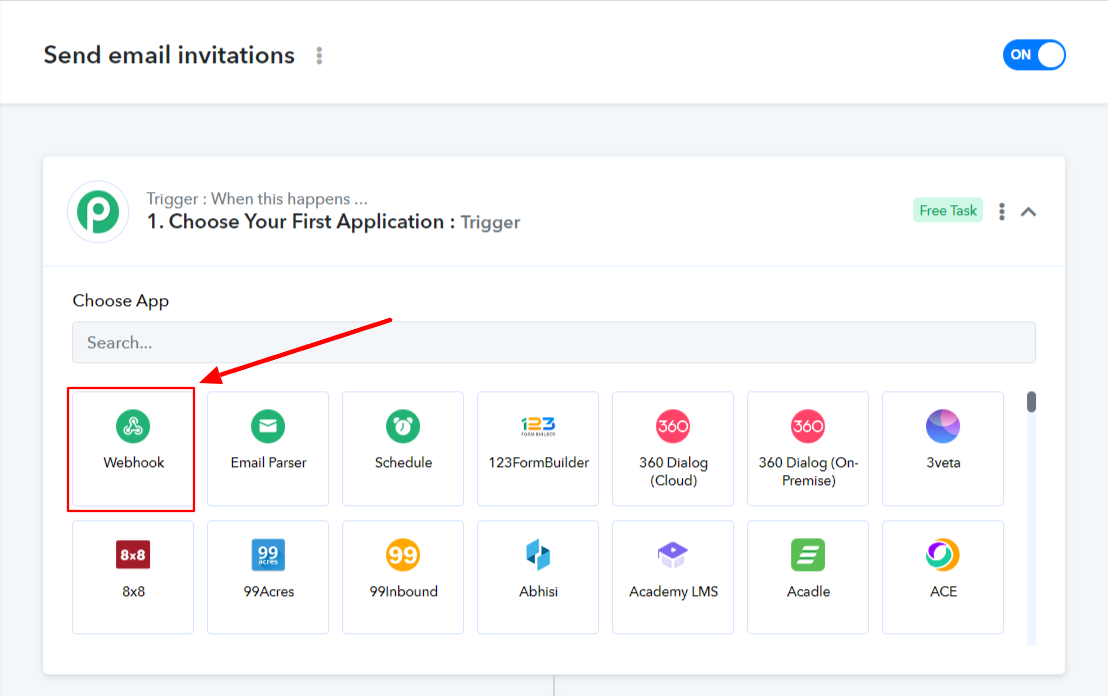 Send email invitations
ON
Trigger : When this happens ...
1. Choose Your First Application : Trigger
Free Task
Choose App
Search...
Webhook
Email Parser
Schedule
123
FORM BUILDER
123FormBuilder
360
360 Dialog
(Cloud)
360
360 Dialog (On-
Premise)
3veta
8x8
8x8
99
acres
99Acres
99
99Inbound
Abhisi
Academy LMS
Acadle
ACE